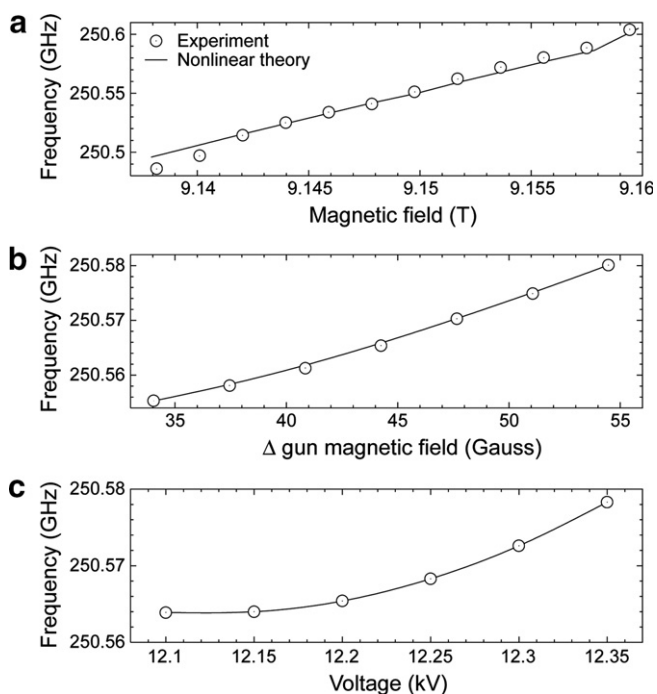 a
250.6
250.55
250.5
Frequency (GHz)
Experiment
Nonlinear theory
9.14 9.145 9.15 9.155 9.16
Magnetic field (T)
b
250.58
250.57
250.56
Frequency (GHz)
35 40 45 50 55
Δ gun magnetic field (Gauss)
c
250.58
250.57
250.56
Frequency (GHz)
12.1 12.15 12.2 12.25 12.3 12.35
Voltage (kV)